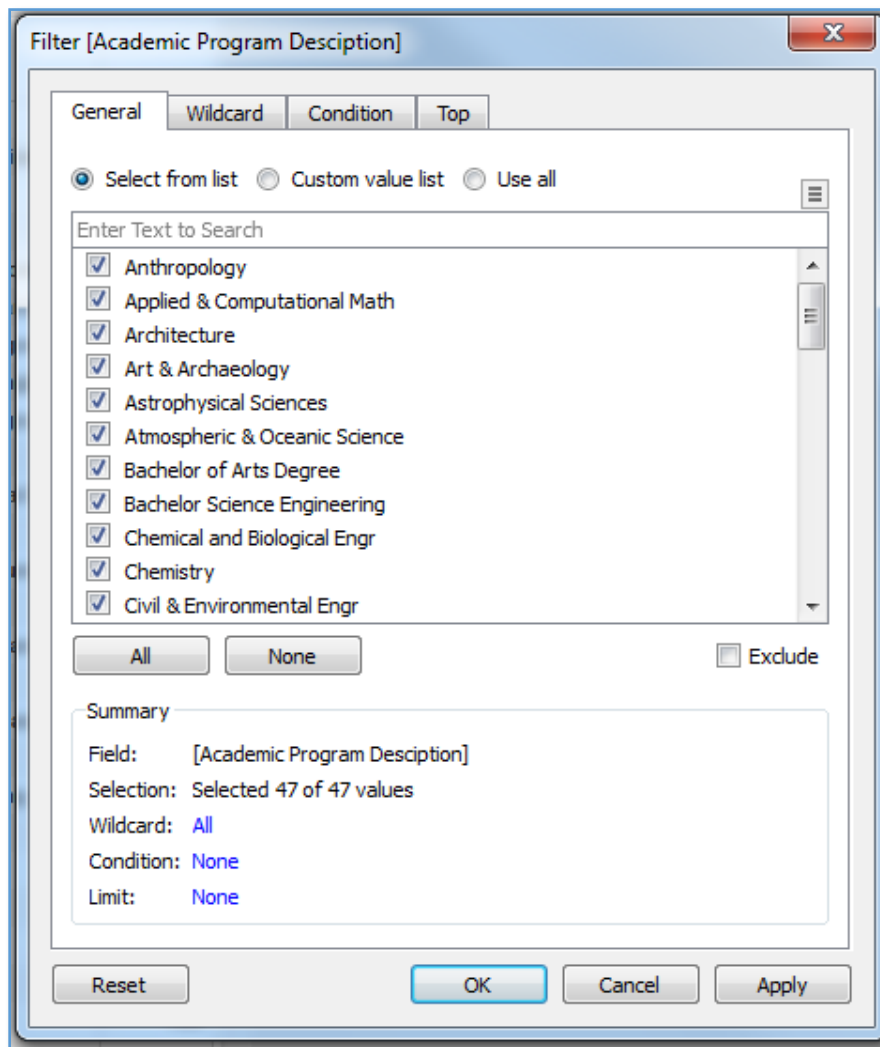 Filter [Academic Program Desciption]
General Wildcard Condition Top
Select from list Custom value list Use all
Enter Text to Search
Anthropology
Applied & Computational Math
Architecture
Art & Archaeology
Astrophysical Sciences
Atmospheric & Oceanic Science
Bachelor of Arts Degree
Bachelor Science Engineering
Chemical and Biological Engr
Chemistry
Civil & Environmental Engr
All None Exclude
Summary
Field: [Academic Program Desciption]
Selection: Selected 47 of 47 values
Wildcard: All
Condition: None
Limit: None
Reset OK Cancel Apply